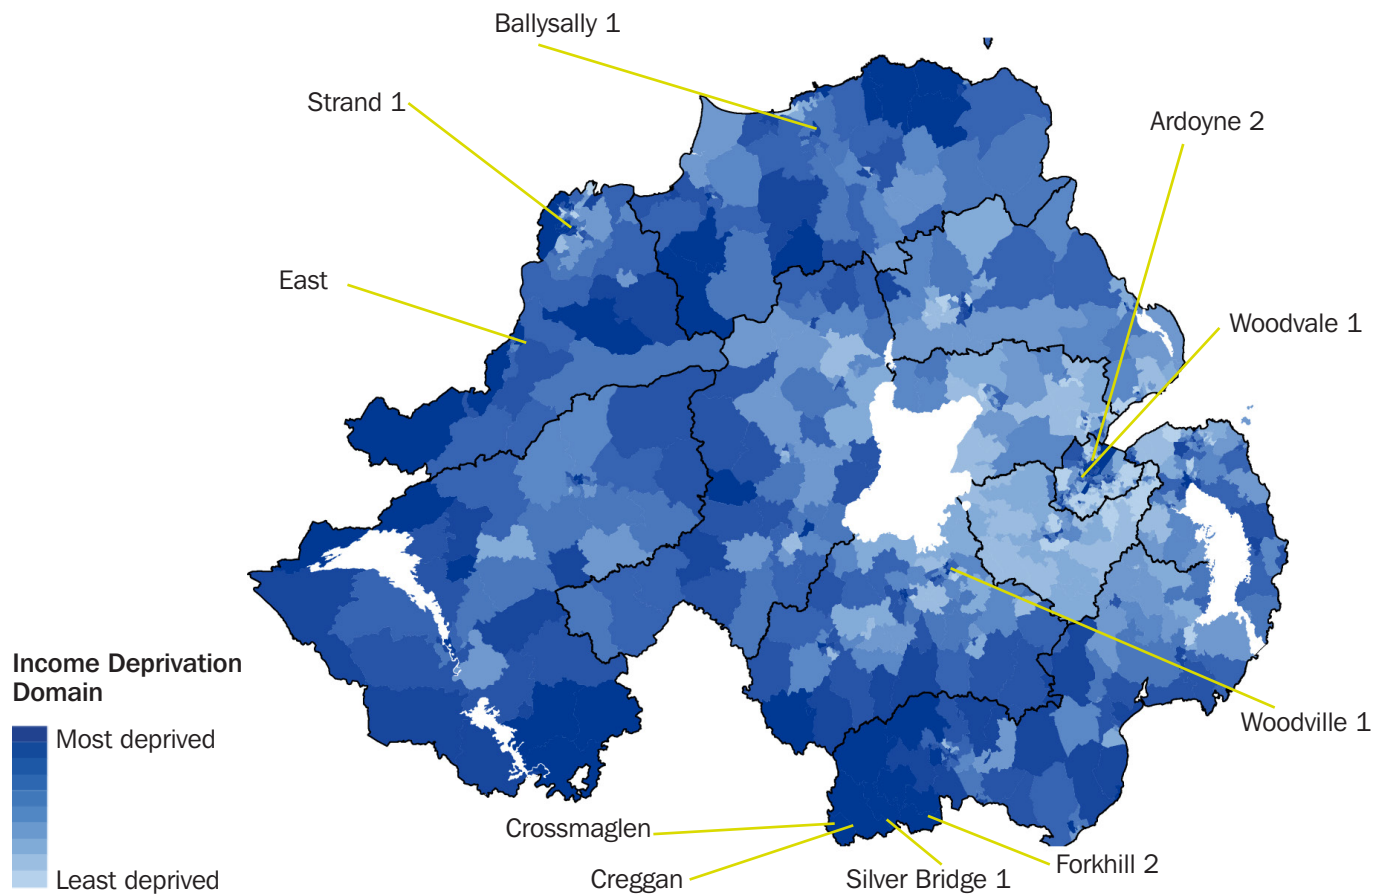 Ballysally 1
Strand 1
Ardoyne 2
East
Woodvale 1
Income Deprivation
Domain
Most deprived
Least deprived
Woodville 1
Crossmaglen
Forkhill 2
Creggan
Silver Bridge 1